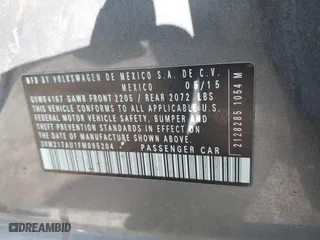 MFD BY VOLKSWAGEN DE MEXICO S.A. DE C.V.
MEXICO 05/15
GVWR 4167 GAWR FRONT 2205 / REAR 2072 LBS
THIS VEHICLE CONFORMS TO ALL APPLICABLE U.S.
FEDERAL MOTOR VEHICLE SAFETY, BUMPER, AND
THEFT PREVENTION STANDARDS IN EFFECT ON THE
DATE OF MANUFACTURE SHOWN ABOVE.
3VW217AU1FM095204 PASSENGER CAR
2128285 1054 M